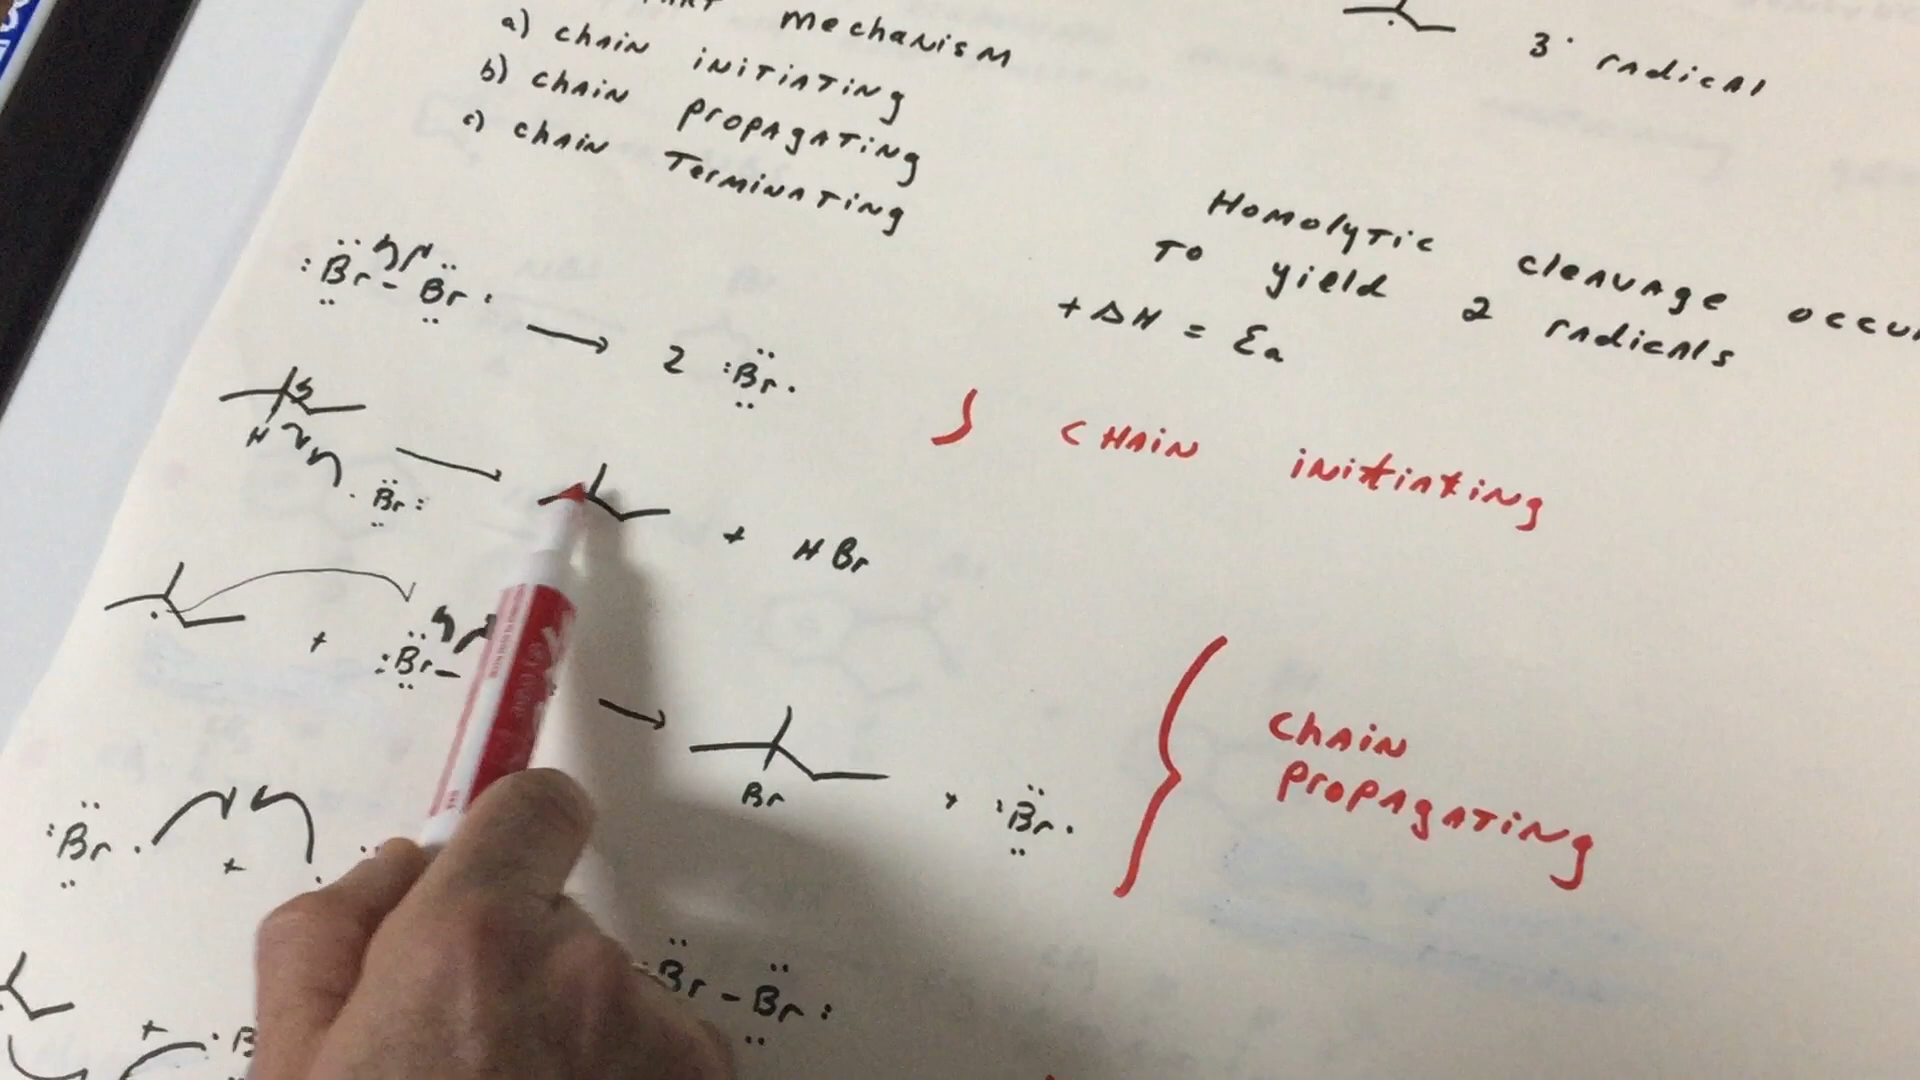 mechanism
a) chain initiating
b) chain propagating
c) chain Terminating
3° radical
Homolytic cleavage
To yield 2 radicals
+ ΔH = Ea
:Br-Br: → 2 :Br·
CHAIN initiating
H ·Br: → + HBr
+ :Br-
→ Br + :Br·
Chain
propagating
:Br· +
:Br-Br:
+ ·B